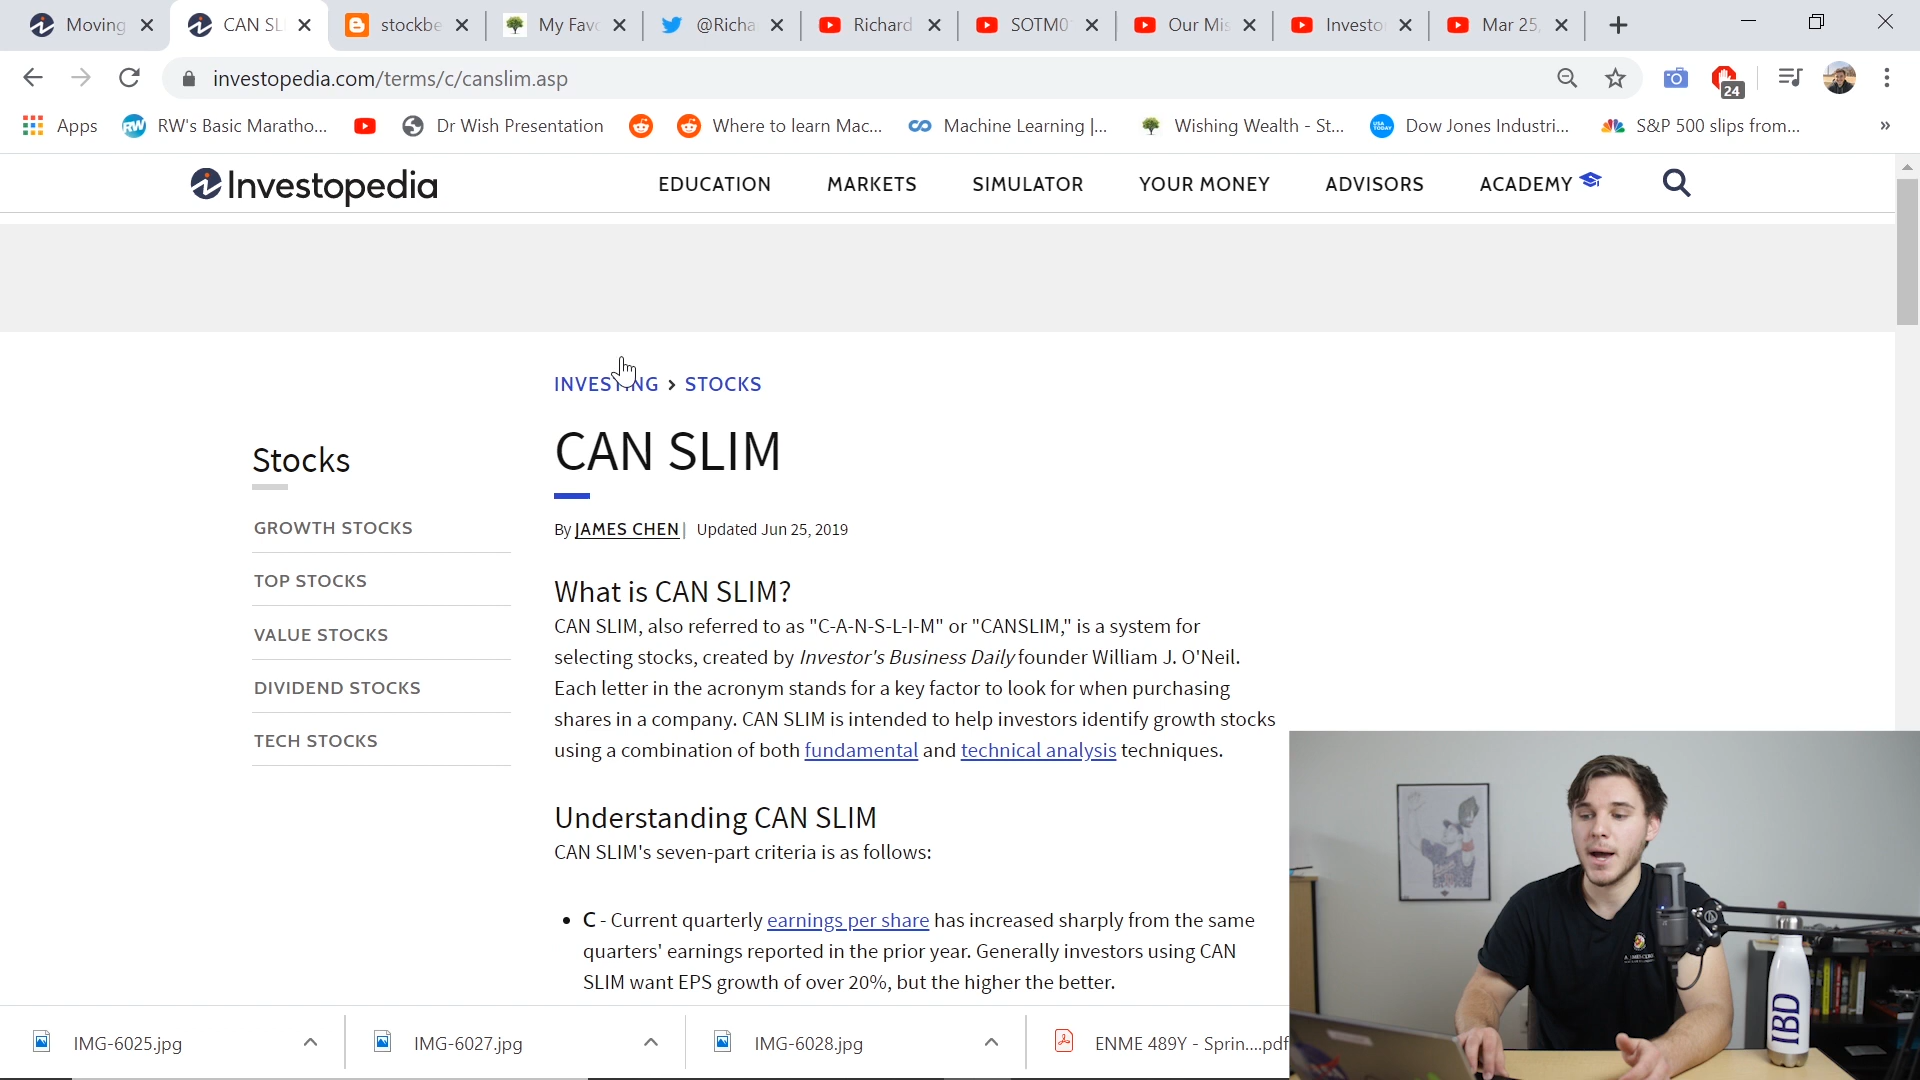 Moving
CAN SL
stockbe
My Favo
@Richa
Richard
SOTM0
Our Mis
Investor
Mar 25,
investopedia.com/terms/c/canslim.asp
24
Apps
RW
RW's Basic Maratho...
Dr Wish Presentation
Where to learn Mac...
Machine Learning |...
Wishing Wealth - St...
USA TODAY
Dow Jones Industri...
S&P 500 slips from...
»
Investopedia
EDUCATION
MARKETS
SIMULATOR
YOUR MONEY
ADVISORS
ACADEMY
INVESTING > STOCKS
CAN SLIM
By JAMES CHEN | Updated Jun 25, 2019
Stocks
GROWTH STOCKS
TOP STOCKS
VALUE STOCKS
DIVIDEND STOCKS
TECH STOCKS
What is CAN SLIM?
CAN SLIM, also referred to as "C-A-N-S-L-I-M" or "CANSLIM," is a system for
selecting stocks, created by Investor's Business Daily founder William J. O'Neil.
Each letter in the acronym stands for a key factor to look for when purchasing
shares in a company. CAN SLIM is intended to help investors identify growth stocks
using a combination of both fundamental and technical analysis techniques.
Understanding CAN SLIM
CAN SLIM's seven-part criteria is as follows:
• C - Current quarterly earnings per share has increased sharply from the same
quarters' earnings reported in the prior year. Generally investors using CAN
SLIM want EPS growth of over 20%, but the higher the better.
IBD
IMG-6025.jpg
IMG-6027.jpg
IMG-6028.jpg
ENME 489Y - Sprin....pdf